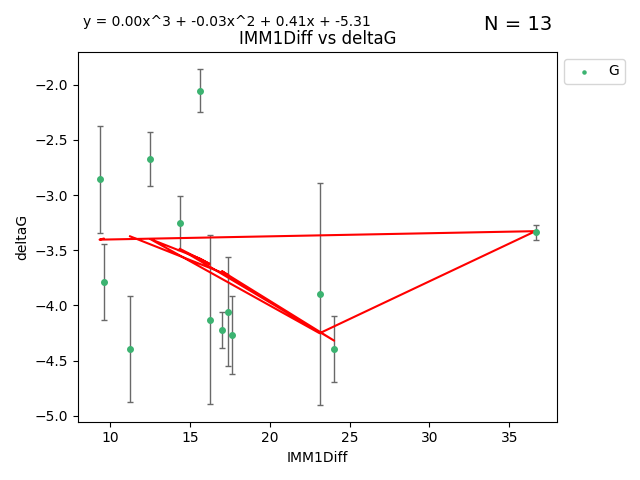 y = 0.00x^3 + -0.03x^2 + 0.41x + -5.31
N = 13
IMM1Diff vs deltaG
G
−2.0
−2.5
−3.0
−3.5
−4.0
−4.5
−5.0
deltaG
10 15 20 25 30 35
IMM1Diff